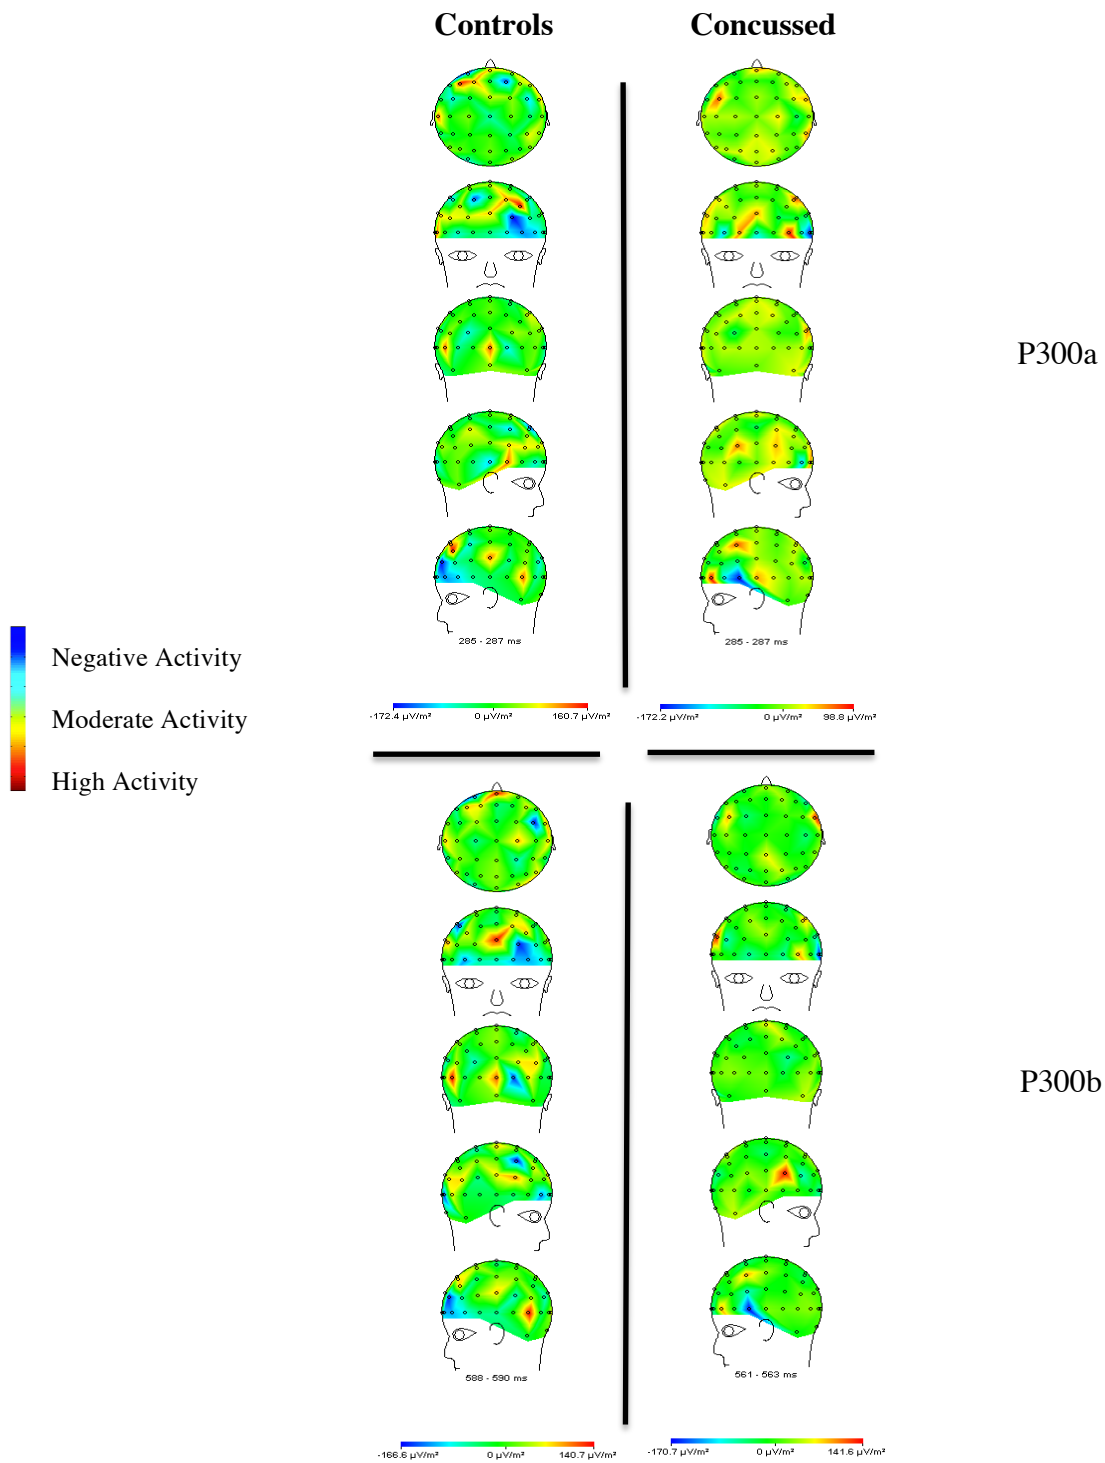 Controls
Concussed
P300a
285 - 287 ms
285 - 287 ms
Negative Activity
Moderate Activity
High Activity
-172.4 µV/m² 0 µV/m² 160.7 µV/m²
-172.2 µV/m² 0 µV/m² 98.8 µV/m²
P300b
588 - 590 ms
561 - 563 ms
-166.6 µV/m² 0 µV/m² 140.7 µV/m²
-170.7 µV/m² 0 µV/m² 141.6 µV/m²